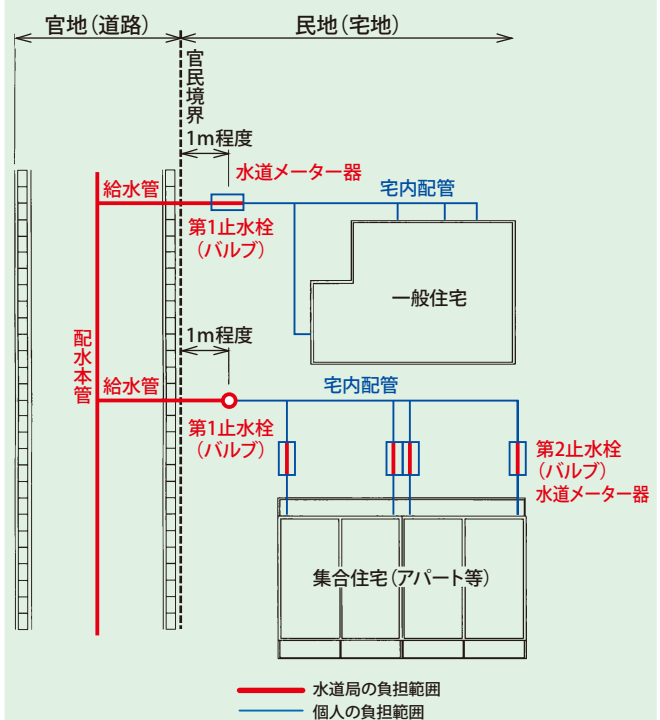 官地(道路)
民地(宅地)
官民境界
1m程度
水道メーター器
給水管
宅内配管
第1止水栓
(バルブ)
一般住宅
1m程度
配水本管
給水管
宅内配管
第1止水栓
(バルブ)
第2止水栓
(バルブ)
水道メーター器
集合住宅(アパート等)
水道局の負担範囲
個人の負担範囲